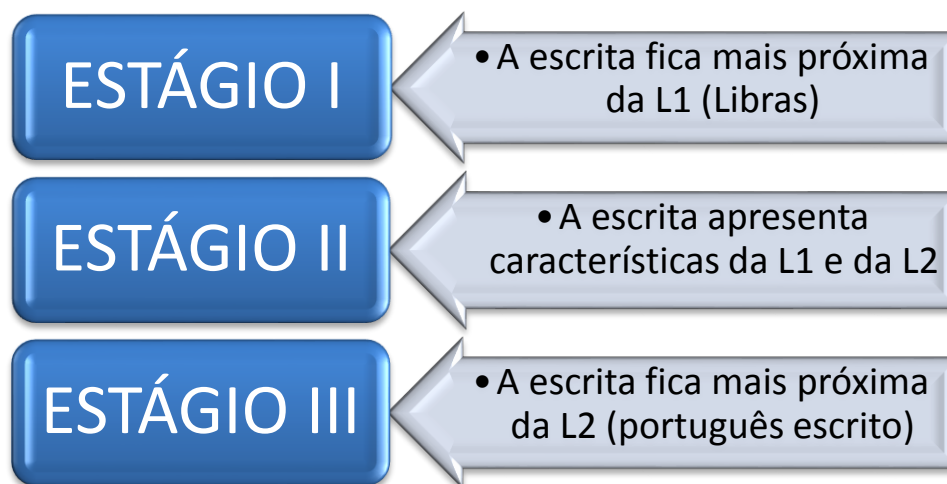 ESTÁGIO I
• A escrita fica mais próxima
da L1 (Libras)
ESTÁGIO II
• A escrita apresenta
características da L1 e da L2
ESTÁGIO III
• A escrita fica mais próxima
da L2 (português escrito)